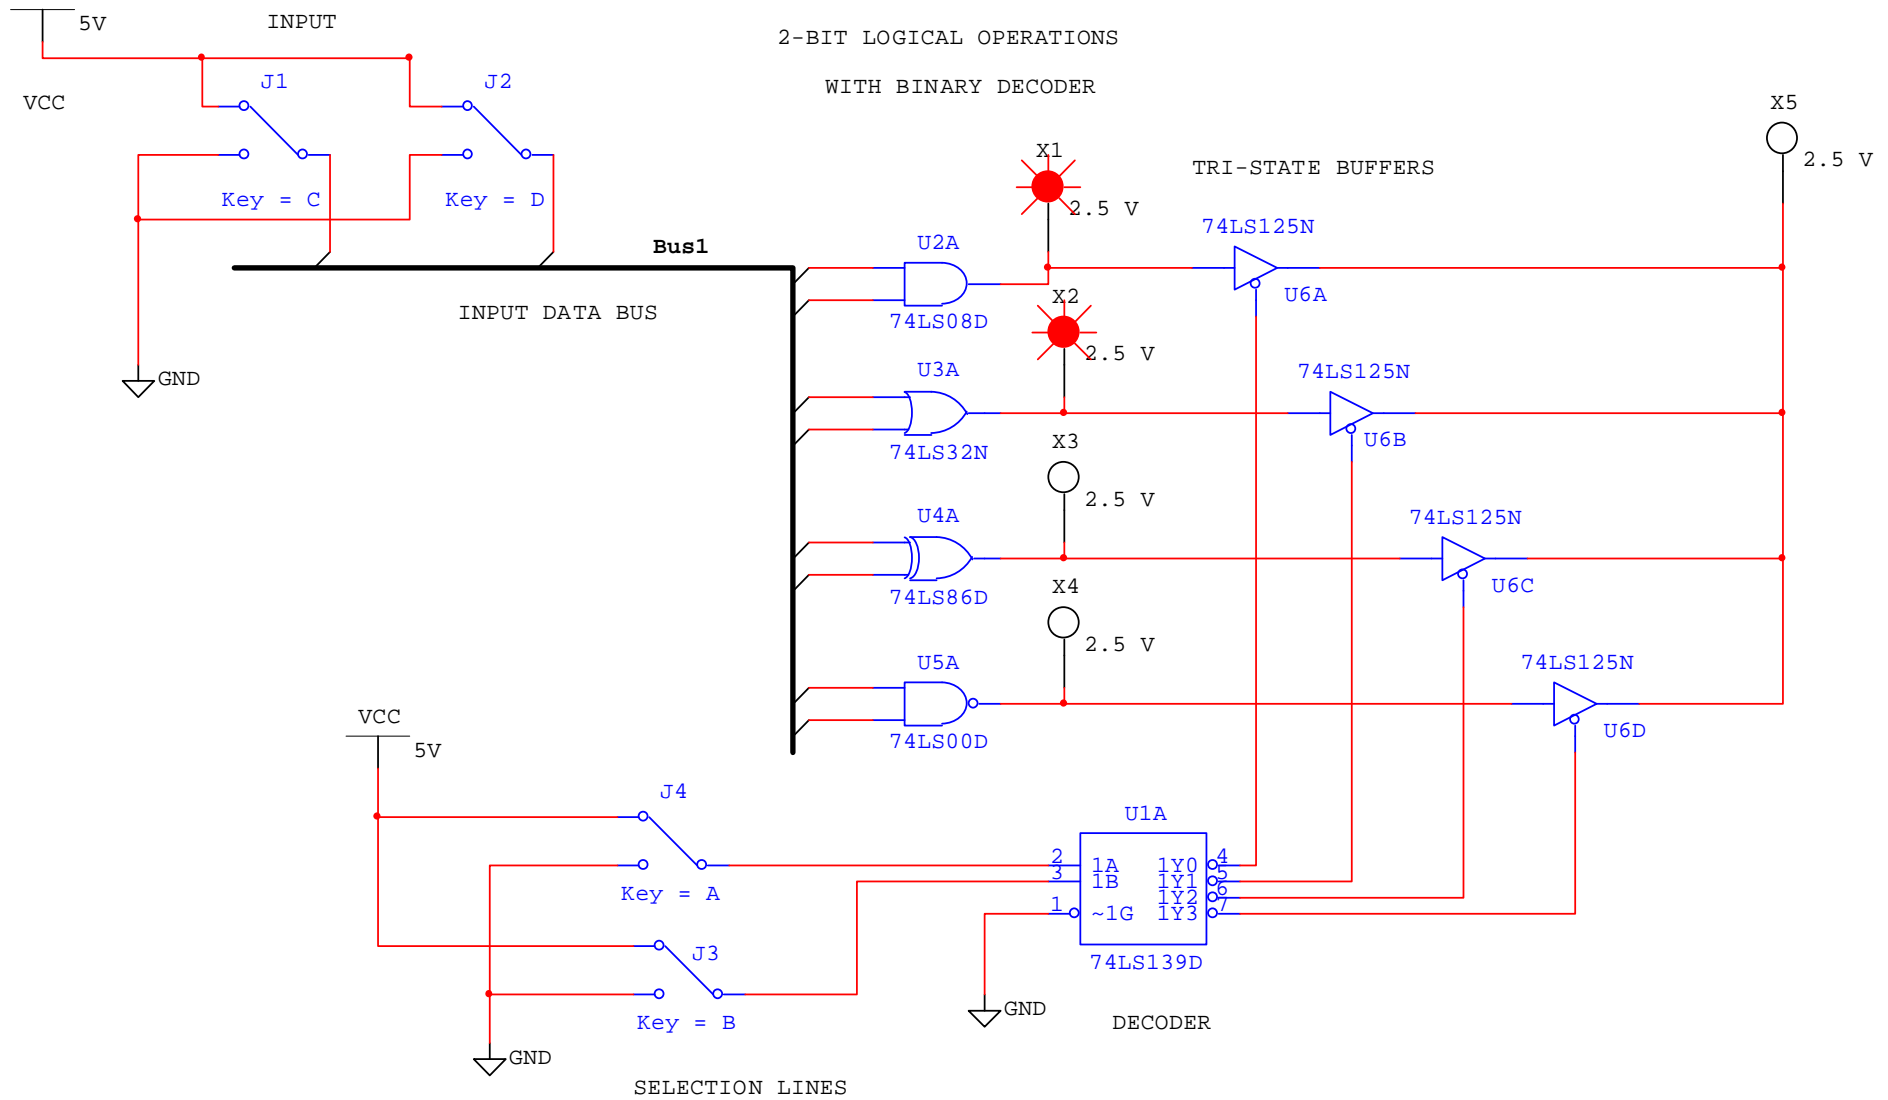 5V
INPUT
VCC
J1
J2
Key = C
Key = D
2-BIT LOGICAL OPERATIONS
WITH BINARY DECODER
X5
2.5 V
X1
2.5 V
TRI-STATE BUFFERS
Bus1
INPUT DATA BUS
GND
U2A
74LS08D
74LS125N
U6A
X2
2.5 V
U3A
74LS32N
74LS125N
U6B
X3
2.5 V
U4A
74LS86D
74LS125N
U6C
X4
2.5 V
U5A
74LS00D
74LS125N
U6D
VCC
5V
J4
Key = A
J3
Key = B
GND
SELECTION LINES
U1A
2 1A 1Y0 4
3 1B 1Y1 5
1Y2 6
1 ~1G 1Y3 7
74LS139D
GND
DECODER